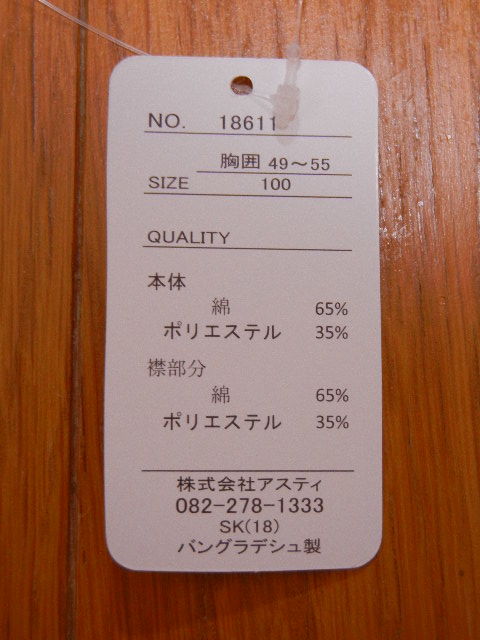 NO. 18611
胸囲 49～55
SIZE 100
QUALITY
本体
綿 65%
ポリエステル 35%
襟部分
綿 65%
ポリエステル 35%
株式会社アスティ
082-278-1333
SK(18)
バングラデシュ製